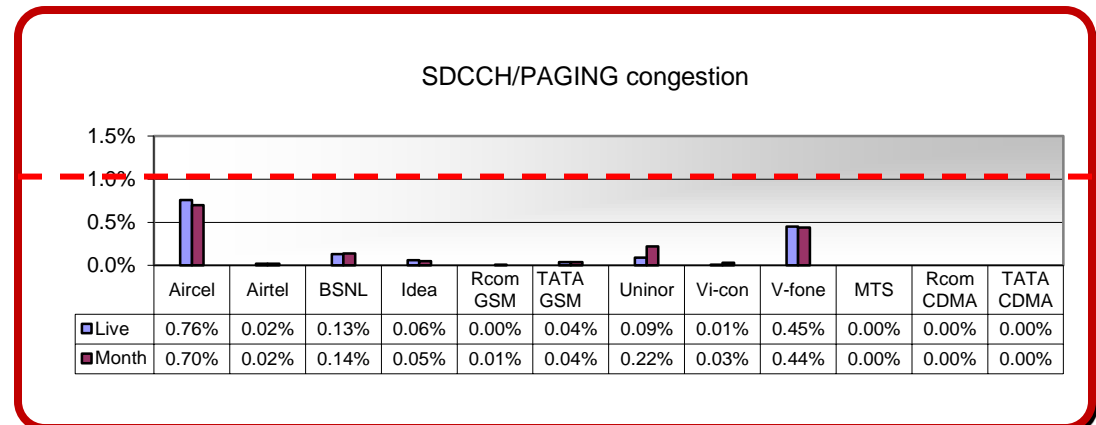 SDCCH/PAGING congestion
1.5%
1.0%
0.5%
0.0%
Aircel Airtel BSNL Idea Rcom GSM TATA GSM Uninor Vi-con V-fone MTS Rcom CDMA TATA CDMA
Live 0.76% 0.02% 0.13% 0.06% 0.00% 0.04% 0.09% 0.01% 0.45% 0.00% 0.00% 0.00%
Month 0.70% 0.02% 0.14% 0.05% 0.01% 0.04% 0.22% 0.03% 0.44% 0.00% 0.00% 0.00%